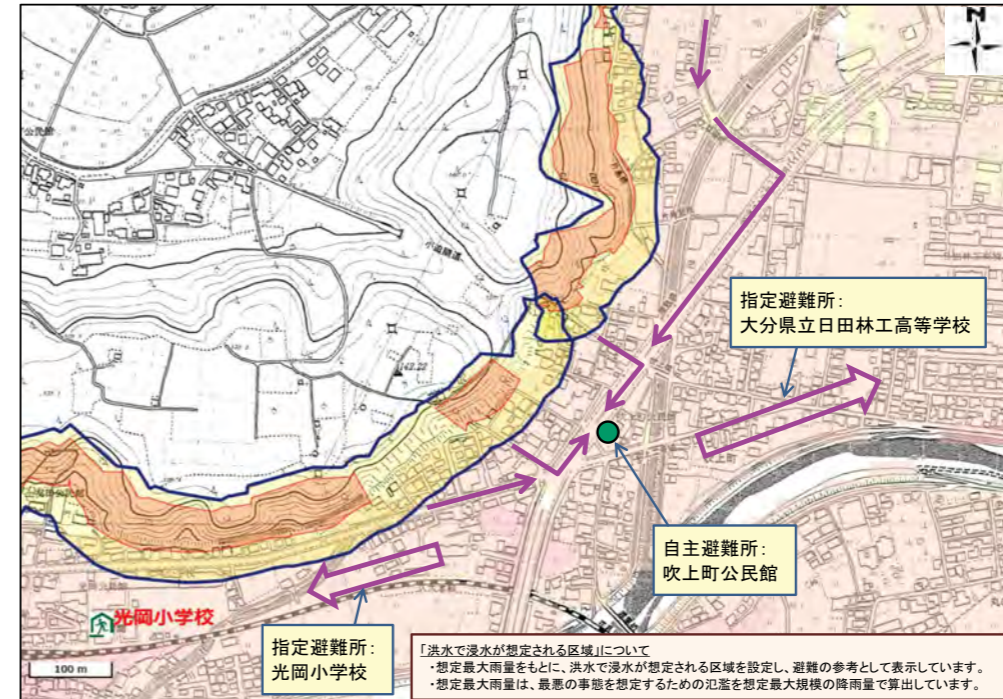 N
指定避難所：
大分県立日田林工高等学校
自主避難所：
吹上町公民館
光岡小学校
指定避難所：
光岡小学校
100 m
「洪水で浸水が想定される区域」について
・想定最大雨量をもとに、洪水で浸水が想定される区域を設定し、避難の参考として表示しています。
・想定最大雨量は、最悪の事態を想定するための氾濫を想定最大規模の降雨量で算出しています。